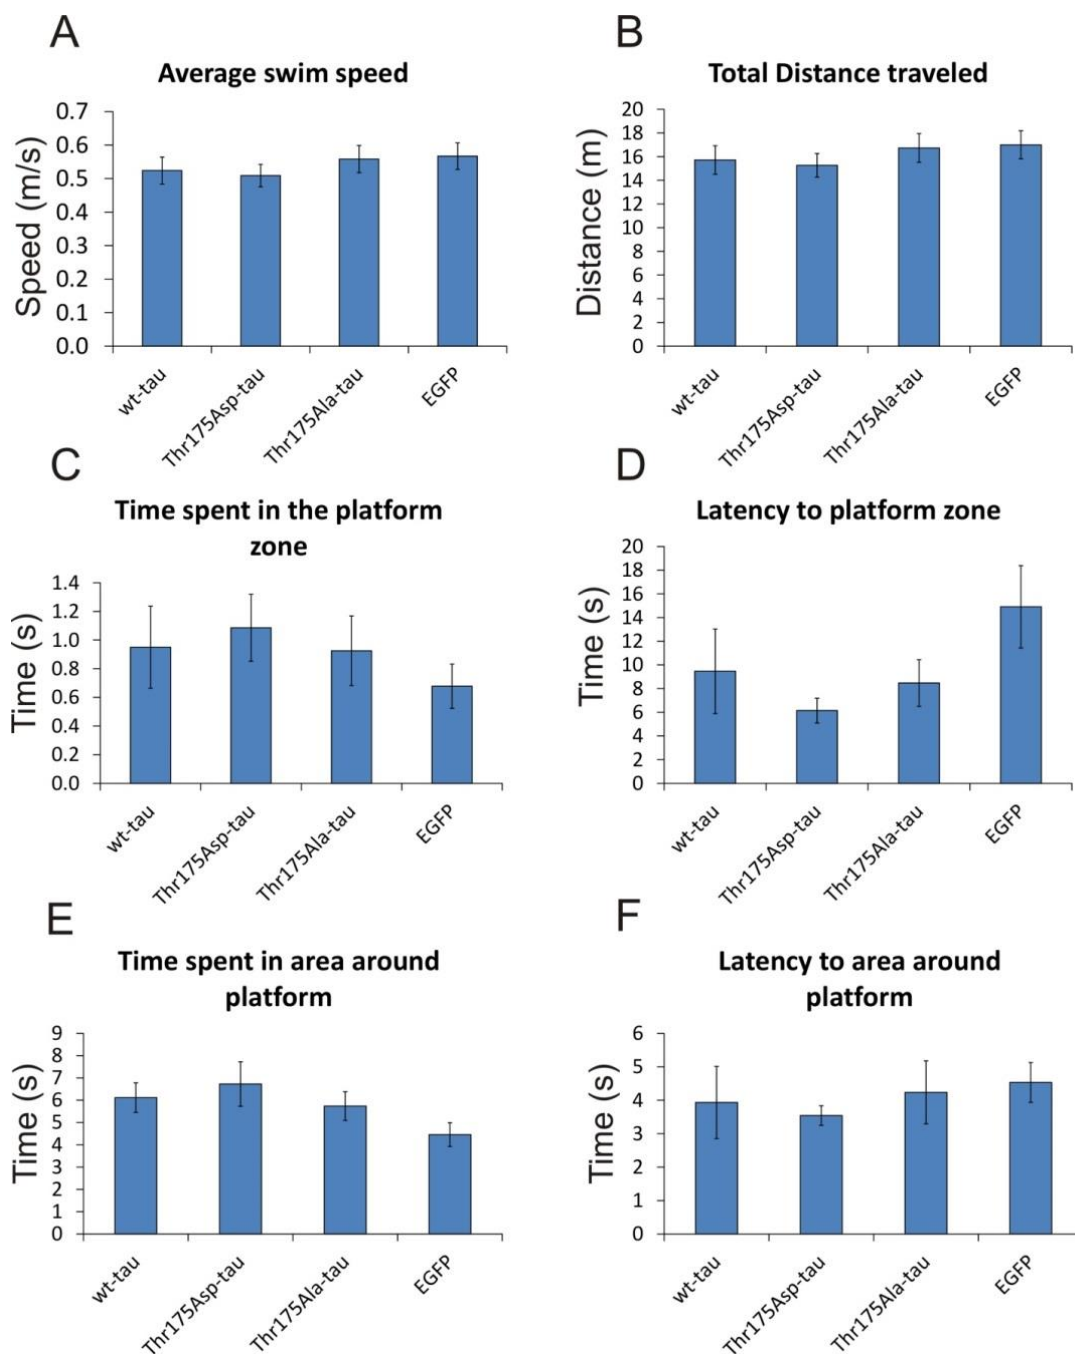 A
Average swim speed
Speed (m/s)
0.7
0.6
0.5
0.4
0.3
0.2
0.1
0.0
wt-tau
Thr175Asp-tau
Thr175Ala-tau
EGFP
B
Total Distance traveled
Distance (m)
20
18
16
14
12
10
8
6
4
2
0
wt-tau
Thr175Asp-tau
Thr175Ala-tau
EGFP
C
Time spent in the platform
zone
Time (s)
1.4
1.2
1.0
0.8
0.6
0.4
0.2
0.0
wt-tau
Thr175Asp-tau
Thr175Ala-tau
EGFP
D
Latency to platform zone
Time (s)
20
18
16
14
12
10
8
6
4
2
0
wt-tau
Thr175Asp-tau
Thr175Ala-tau
EGFP
E
Time spent in area around
platform
Time (s)
9
8
7
6
5
4
3
2
1
0
wt-tau
Thr175Asp-tau
Thr175Ala-tau
EGFP
F
Latency to area around
platform
Time (s)
6
5
4
3
2
1
0
wt-tau
Thr175Asp-tau
Thr175Ala-tau
EGFP